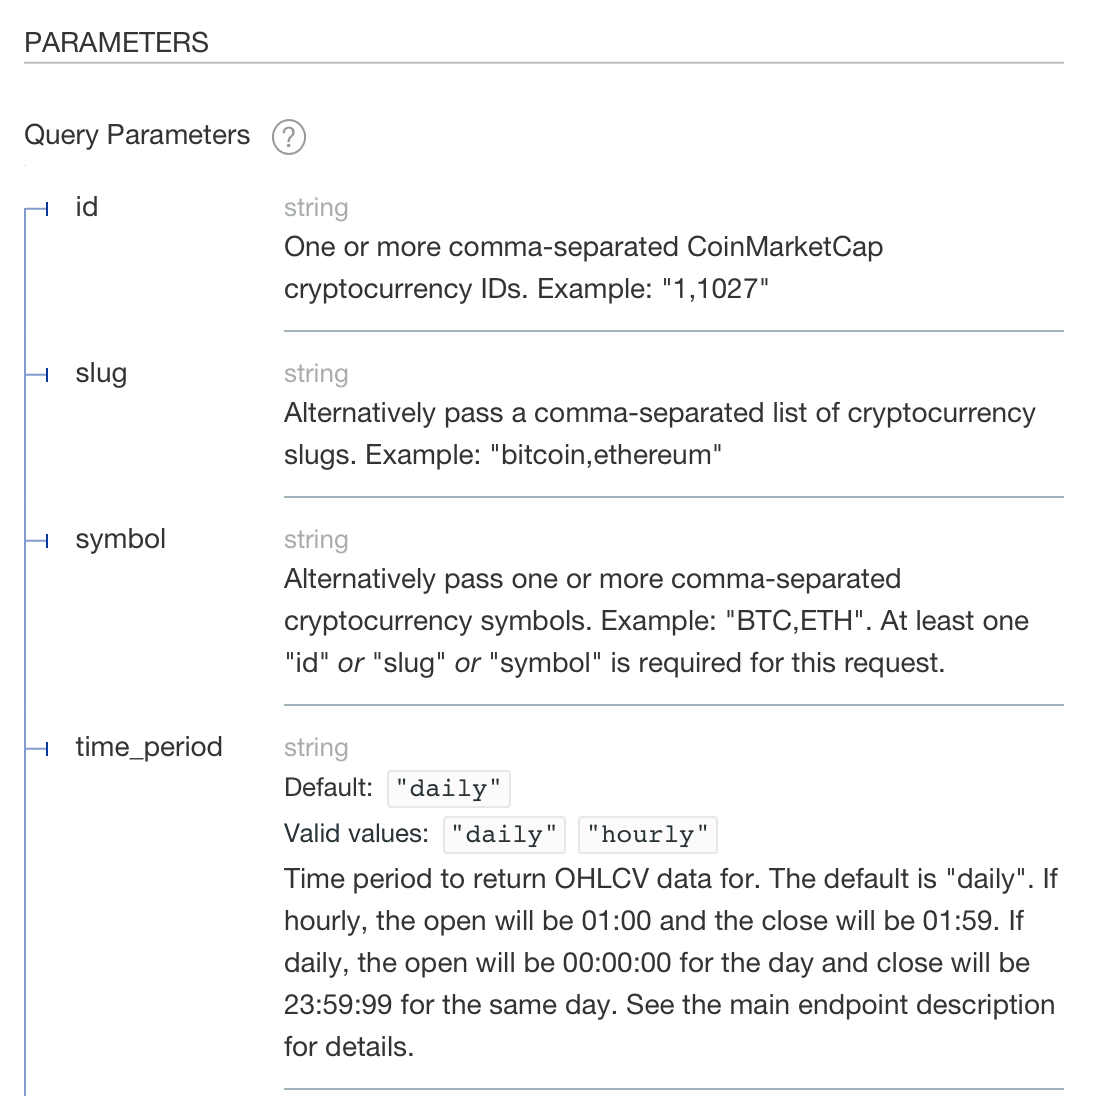 PARAMETERS
Query Parameters ?
id
string
One or more comma-separated CoinMarketCap
cryptocurrency IDs. Example: "1,1027"
slug
string
Alternatively pass a comma-separated list of cryptocurrency
slugs. Example: "bitcoin,ethereum"
symbol
string
Alternatively pass one or more comma-separated
cryptocurrency symbols. Example: "BTC,ETH". At least one
"id" or "slug" or "symbol" is required for this request.
time_period
string
Default: "daily"
Valid values: "daily" "hourly"
Time period to return OHLCV data for. The default is "daily". If
hourly, the open will be 01:00 and the close will be 01:59. If
daily, the open will be 00:00:00 for the day and close will be
23:59:99 for the same day. See the main endpoint description
for details.